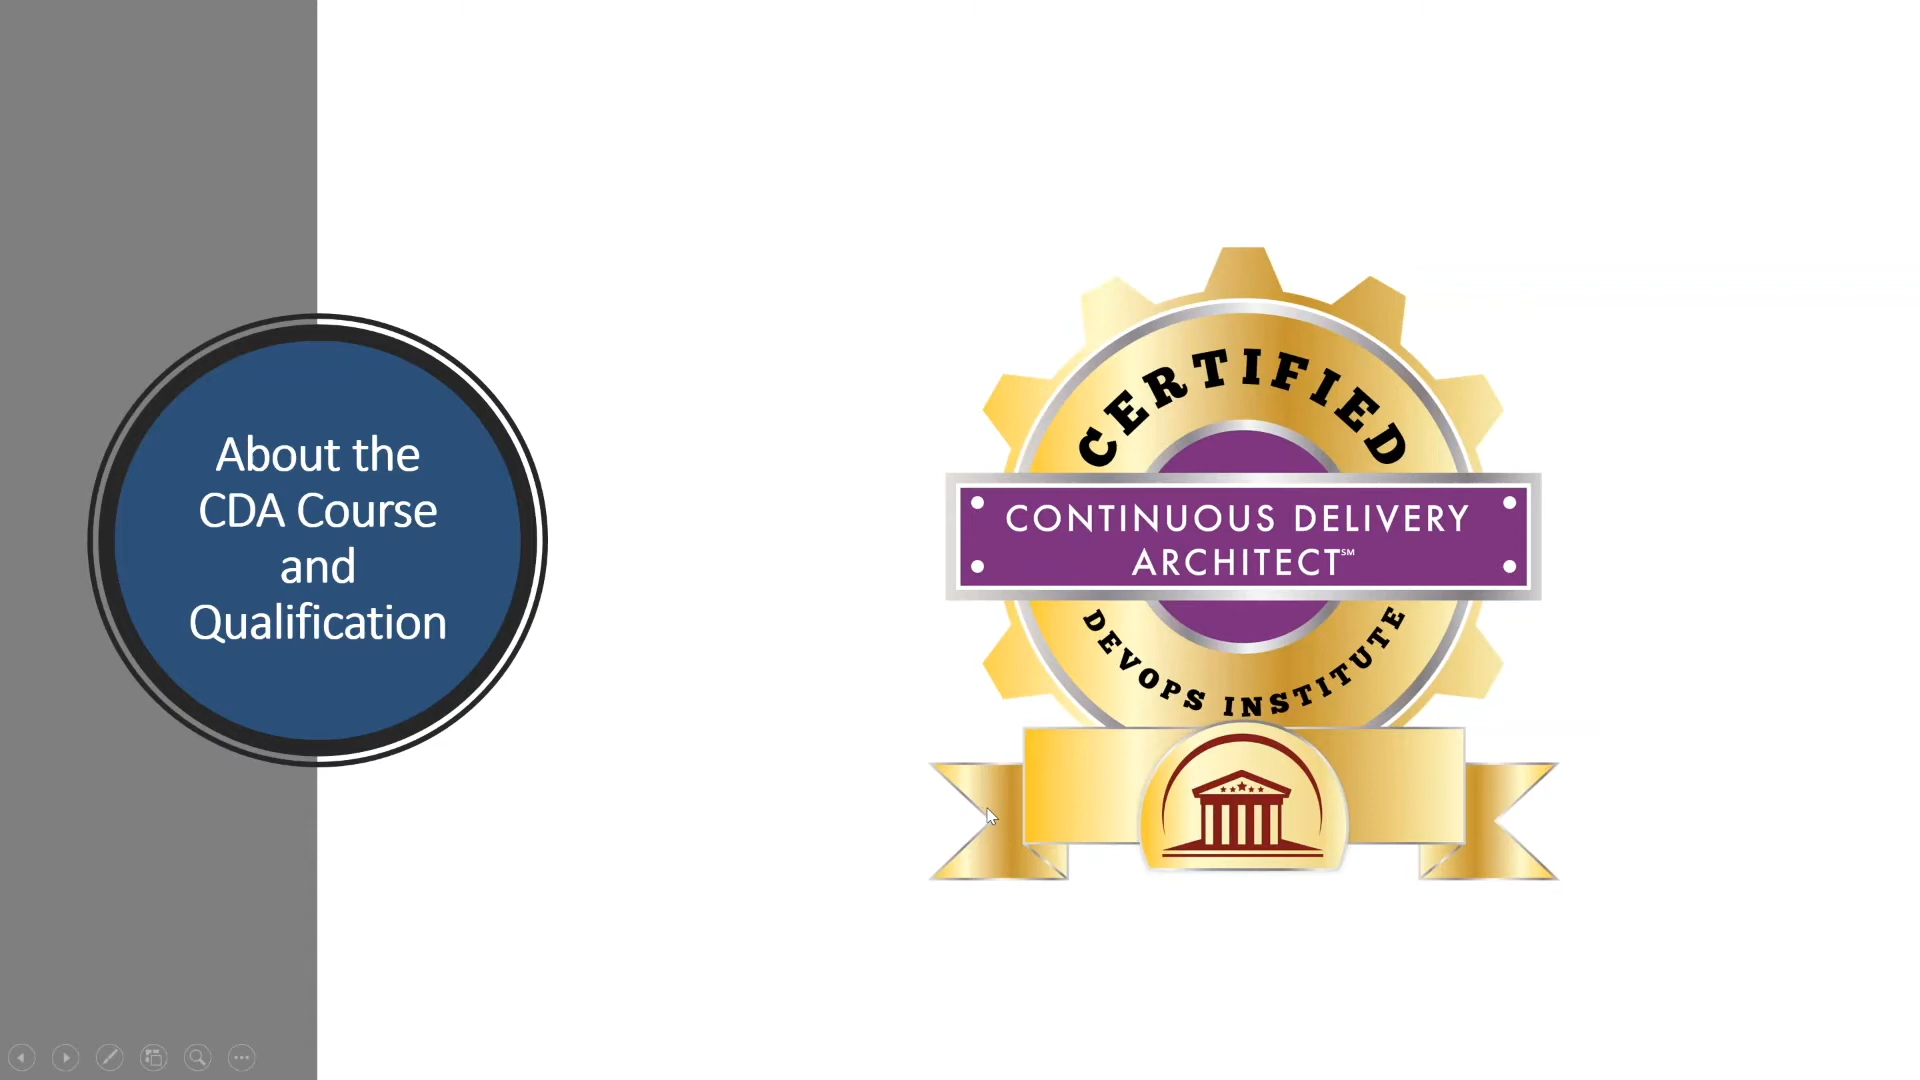 About the
CDA Course
and
Qualification
CERTIFIED
CONTINUOUS DELIVERY
ARCHITECT℠
DEVOPS INSTITUTE